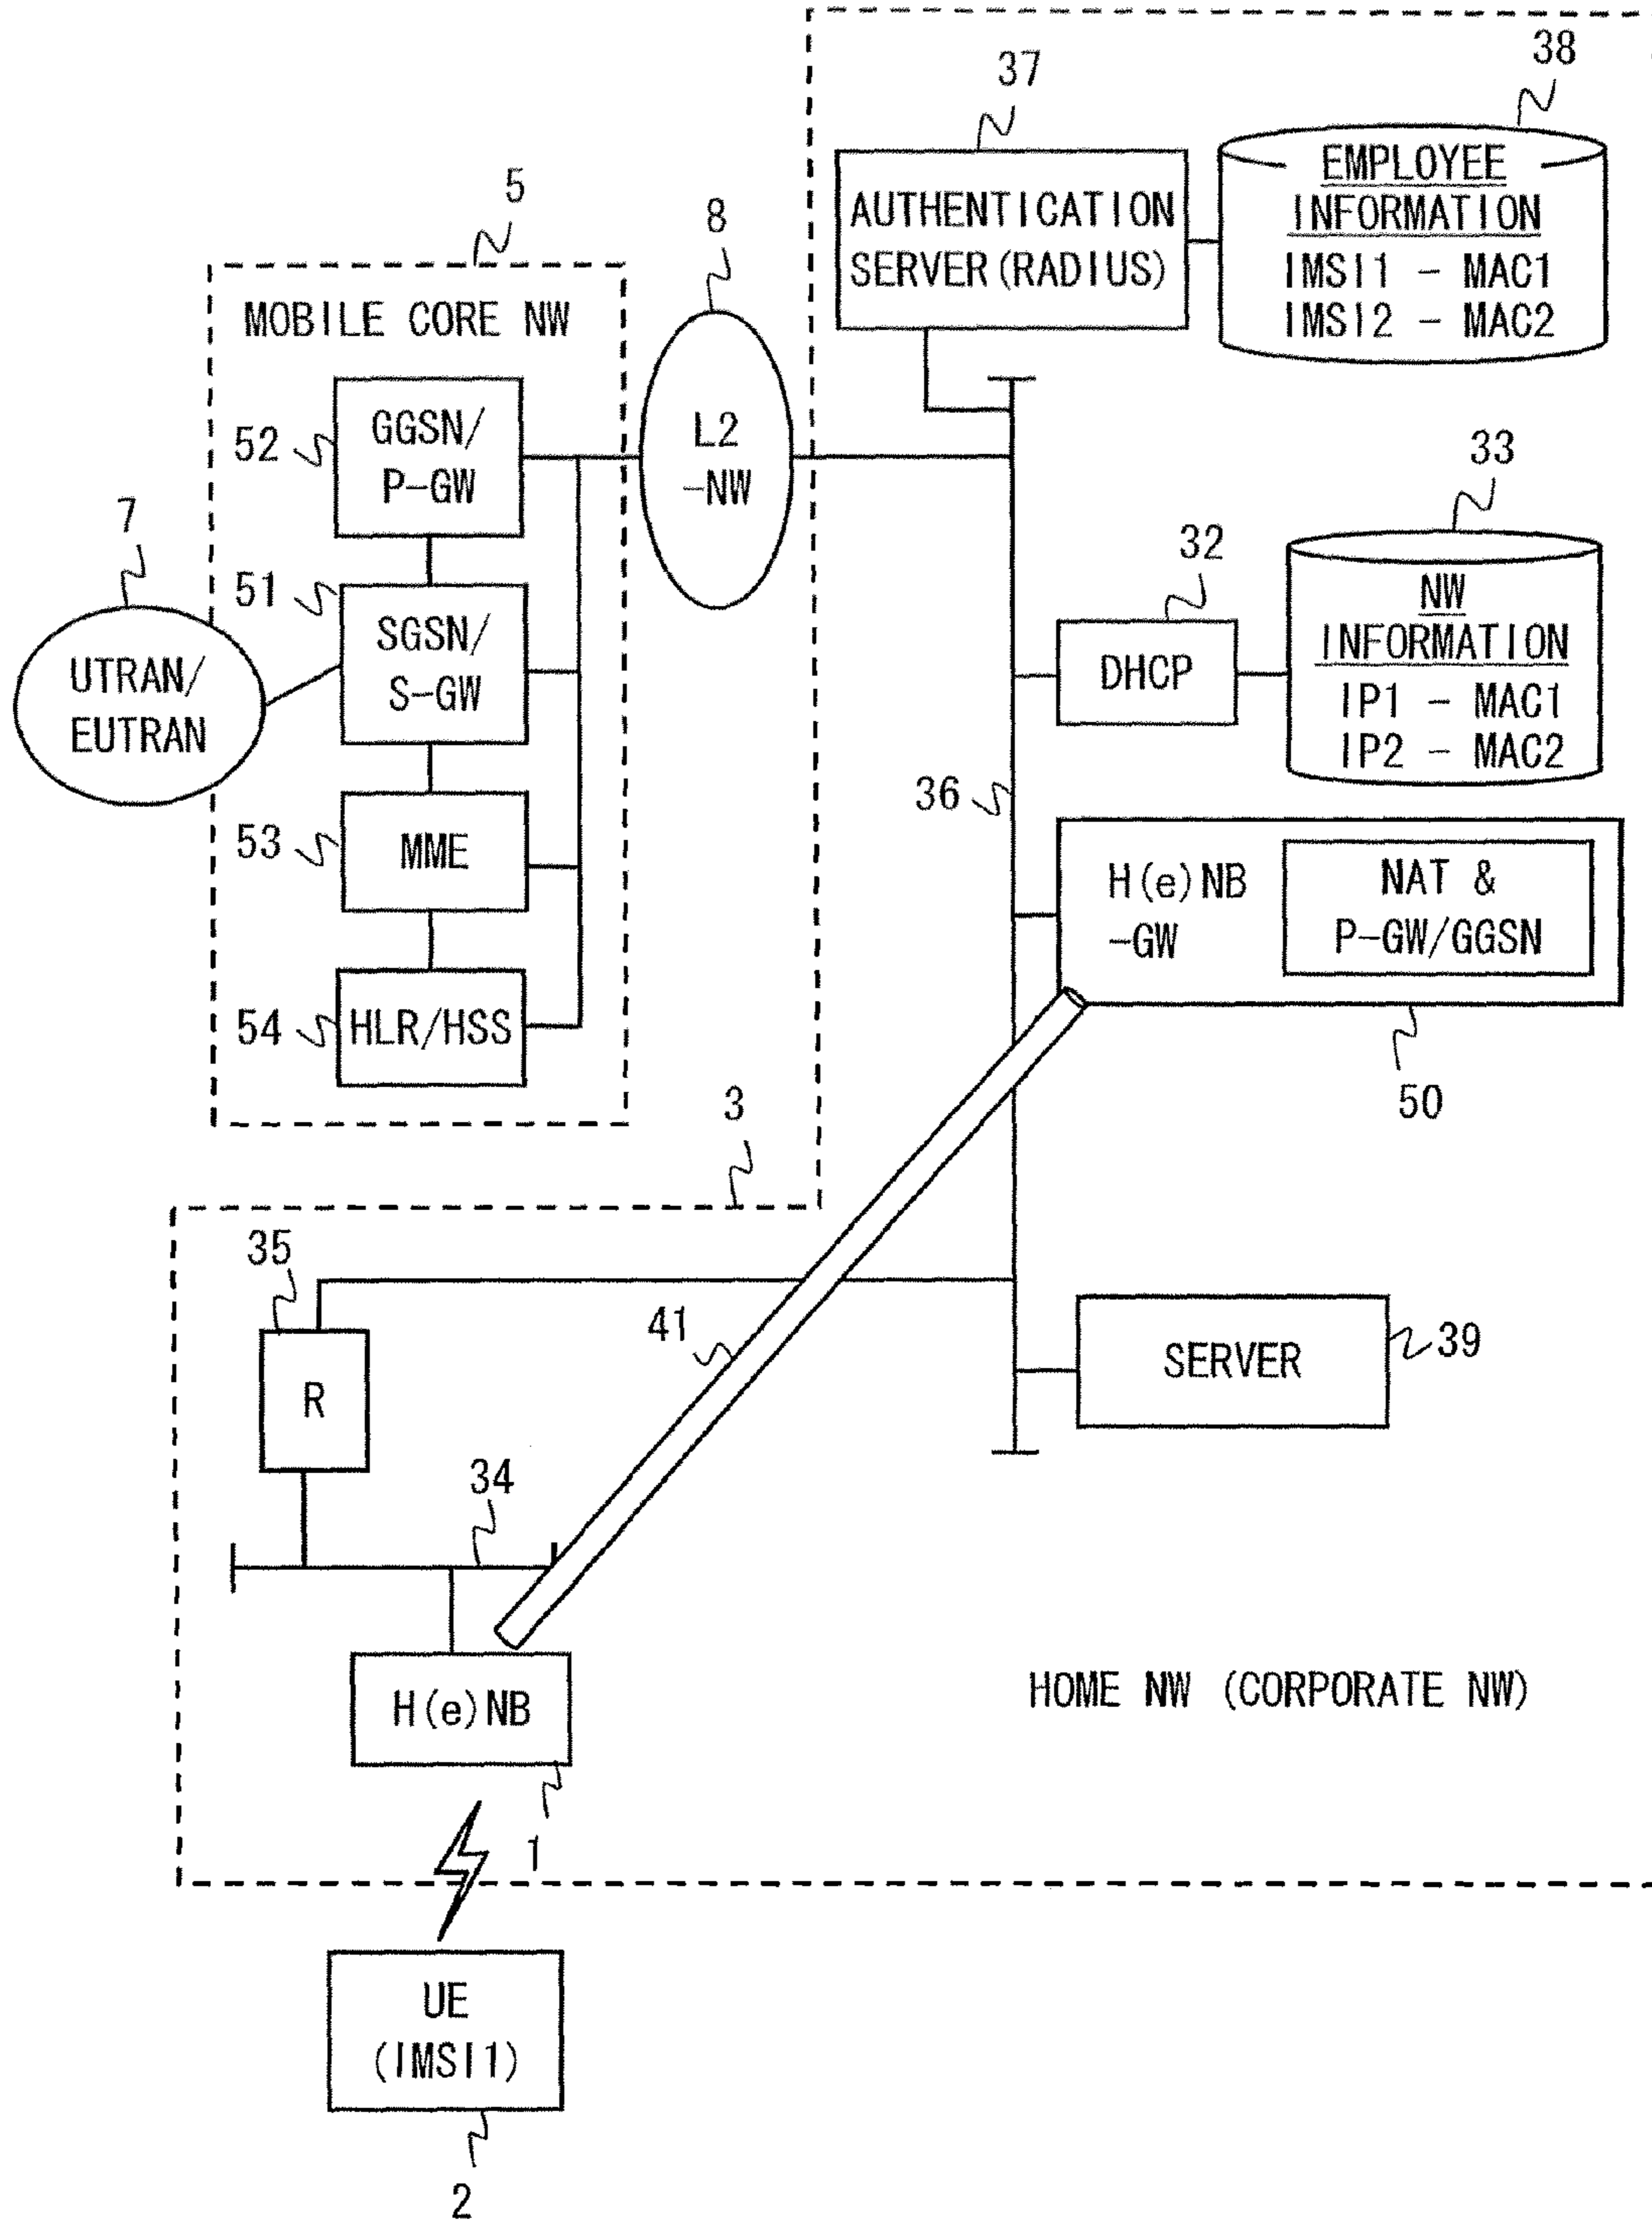 38
37
EMPLOYEE
INFORMATION
IMSI1 - MAC1
IMSI2 - MAC2
AUTHENTICATION
SERVER(RADIUS)
5
8
MOBILE CORE NW
GGSN/
P-GW
52
L2
-NW
33
7
51
SGSN/
S-GW
UTRAN/
EUTRAN
32
DHCP
NW
INFORMATION
IP1 - MAC1
IP2 - MAC2
36
53
MME
H(e)NB
-GW
NAT &
P-GW/GGSN
54
HLR/HSS
50
3
35
41
R
SERVER
39
34
H(e)NB
HOME NW (CORPORATE NW)
1
UE
(IMSI1)
2